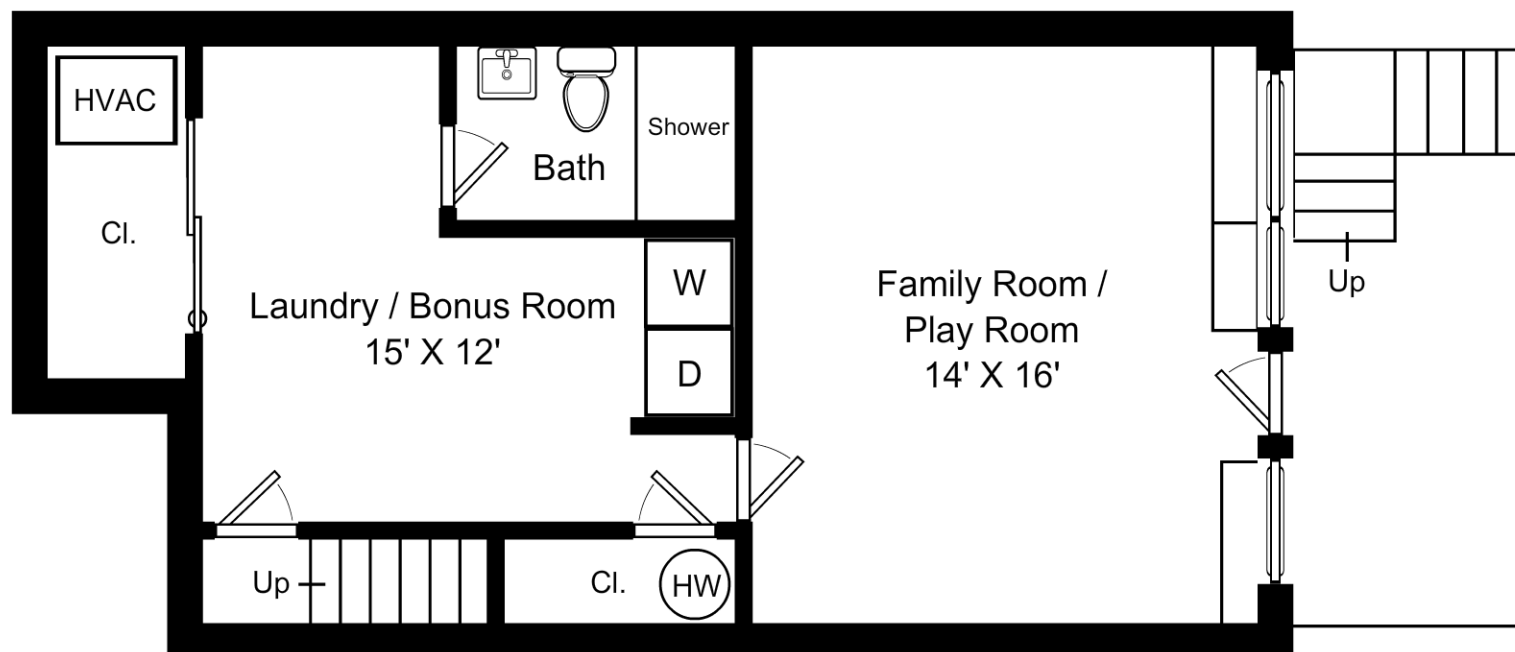 HVAC
Cl.
Laundry / Bonus Room
15' X 12'
Bath
Shower
W
D
Family Room /
Play Room
14' X 16'
Up
Up
Cl.
HW